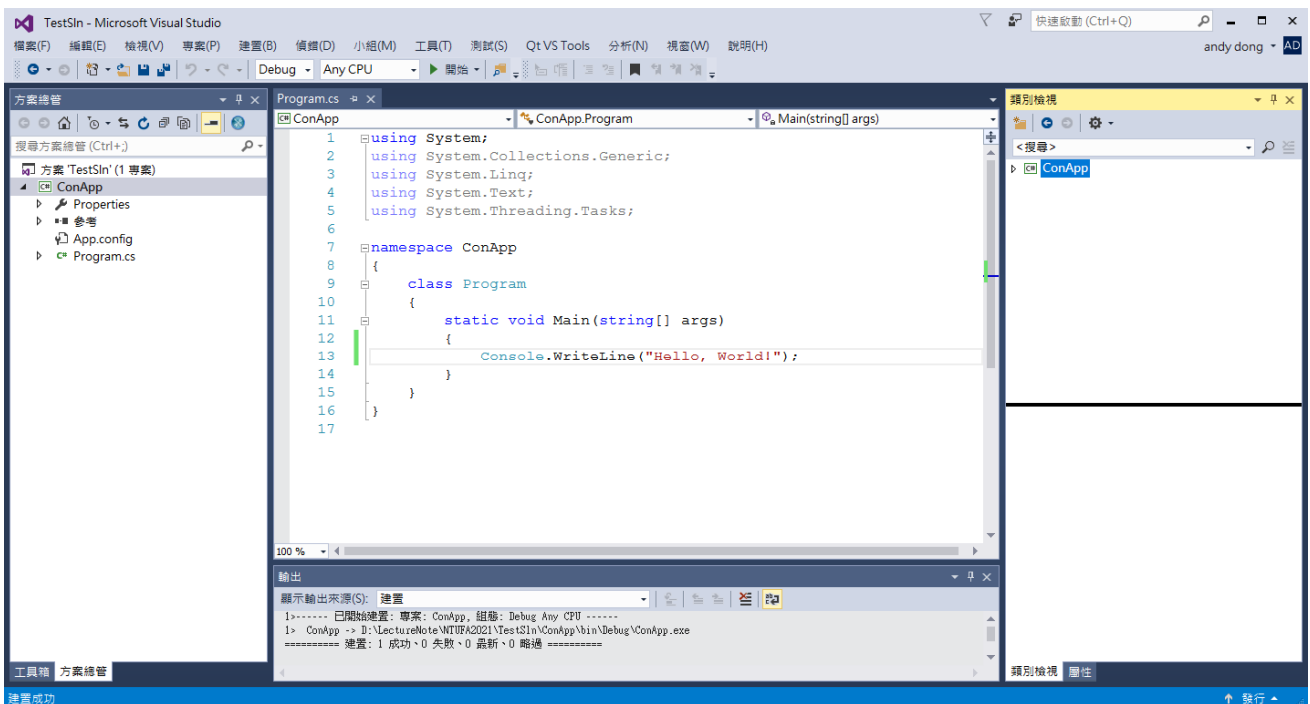 TestSln - Microsoft Visual Studio
快速啟動 (Ctrl+Q)
檔案(F) 編輯(E) 檢視(V) 專案(P) 建置(B) 偵錯(D) 小組(M) 工具(T) 測試(S) Qt VS Tools 分析(N) 視窗(W) 說明(H)
andy dong AD
Debug Any CPU 開始
方案總管
搜尋方案總管 (Ctrl+;)
方案 'TestSln' (1 專案)
ConApp
Properties
參考
App.config
Program.cs
工具箱 方案總管
Program.cs
ConApp ConApp.Program Main(string[] args)
1 using System;
2 using System.Collections.Generic;
3 using System.Linq;
4 using System.Text;
5 using System.Threading.Tasks;
6
7 namespace ConApp
8 {
9 class Program
10 {
11 static void Main(string[] args)
12 {
13 Console.WriteLine("Hello, World!");
14 }
15 }
16 }
17
100 %
輸出
顯示輸出來源(S): 建置
1>------ 已開始建置: 專案: ConApp, 組態: Debug Any CPU ------
1> ConApp -> D:\LectureNote\NTUFA2021\TestSln\ConApp\bin\Debug\ConApp.exe
========== 建置: 1 成功、0 失敗、0 最新、0 略過 ==========
類別檢視
<搜尋>
ConApp
類別檢視 屬性
建置成功
發行